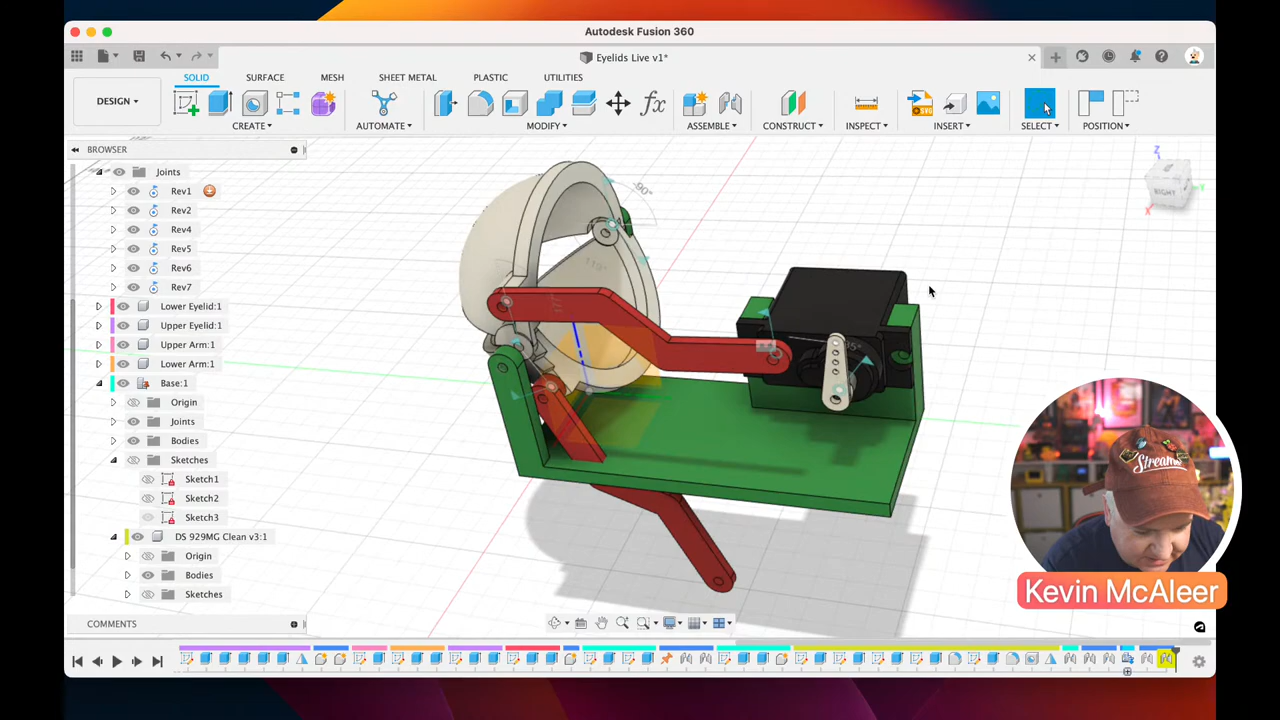 Autodesk Fusion 360
Eyelids Live v1*
SOLID SURFACE MESH SHEET METAL PLASTIC UTILITIES
DESIGN
CREATE AUTOMATE MODIFY ASSEMBLE CONSTRUCT INSPECT INSERT SELECT POSITION
BROWSER
Joints
Rev1
Rev2
Rev4
Rev5
Rev6
Rev7
Lower Eyelid:1
Upper Eyelid:1
Upper Arm:1
Lower Arm:1
Base:1
Origin
Joints
Bodies
Sketches
Sketch1
Sketch2
Sketch3
DS 929MG Clean v3:1
Origin
Bodies
Sketches
COMMENTS
-90°
Z
RIGHT
Y
X
Streams
Kevin McAleer